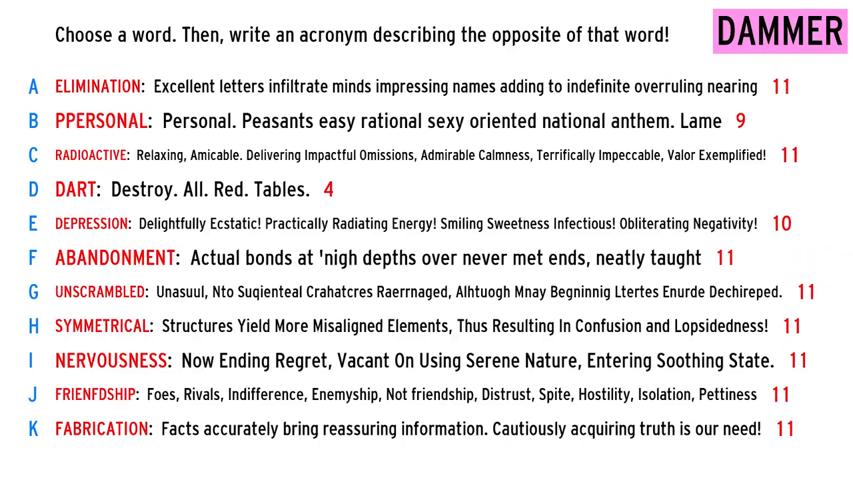 Choose a word. Then, write an acronym describing the opposite of that word!
DAMMER
A ELIMINATION: Excellent letters infiltrate minds impressing names adding to indefinite overruling nearing 11
B PPERSONAL: Personal. Peasants easy rational sexy oriented national anthem. Lame 9
C RADIOACTIVE: Relaxing, Amicable. Delivering Impactful Omissions, Admirable Calmness, Terrifically Impeccable, Valor Exemplified! 11
D DART: Destroy. All. Red. Tables. 4
E DEPRESSION: Delightfully Ecstatic! Practically Radiating Energy! Smiling Sweetness Infectious! Obliterating Negativity! 10
F ABANDONMENT: Actual bonds at 'nigh depths over never met ends, neatly taught 11
G UNSCRAMBLED: Unasuul, Nto Suqienteal Crahatcres Raerrnaged, Alhtuogh Mnay Begninnig Ltertes Enurde Dechireped. 11
H SYMMETRICAL: Structures Yield More Misaligned Elements, Thus Resulting In Confusion and Lopsidedness! 11
I NERVOUSNESS: Now Ending Regret, Vacant On Using Serene Nature, Entering Soothing State. 11
J FRIENFDSHIP: Foes, Rivals, Indifference, Enemyship, Not friendship, Distrust, Spite, Hostility, Isolation, Pettiness 11
K FABRICATION: Facts accurately bring reassuring information. Cautiously acquiring truth is our need! 11